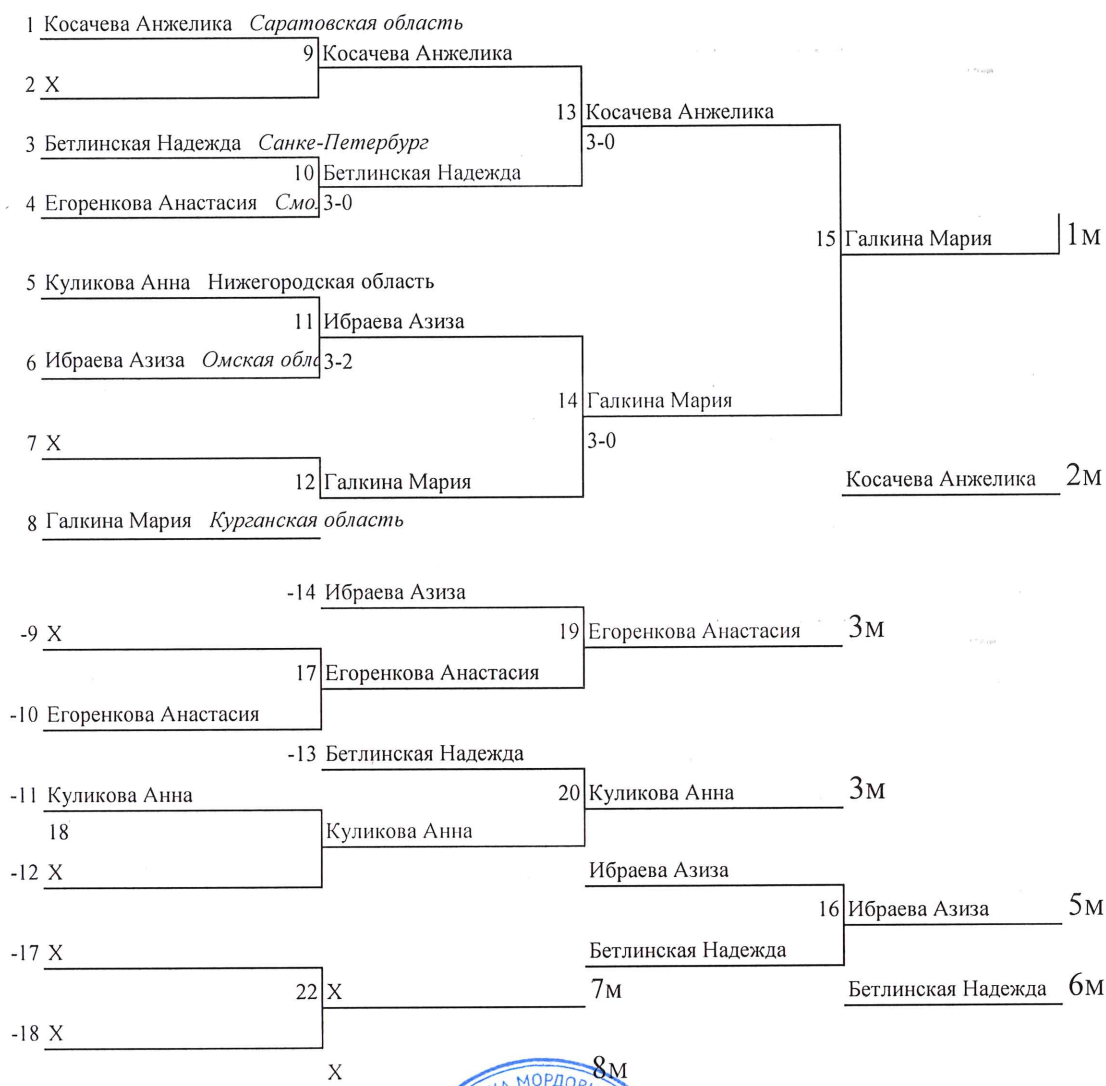 1 Косачева Анжелика Саратовская область
9 Косачева Анжелика
2 X
13 Косачева Анжелика
3 Бетлинская Надежда Санке-Петербург
3-0
10 Бетлинская Надежда
4 Егоренкова Анастасия Смо. 3-0
15 Галкина Мария 1м
5 Куликова Анна Нижегородская область
11 Ибраева Азиза
6 Ибраева Азиза Омская обл 3-2
14 Галкина Мария
7 X
3-0
12 Галкина Мария
Косачева Анжелика 2м
8 Галкина Мария Курганская область
-14 Ибраева Азиза
-9 X
19 Егоренкова Анастасия 3м
17 Егоренкова Анастасия
-10 Егоренкова Анастасия
-13 Бетлинская Надежда
-11 Куликова Анна
20 Куликова Анна 3м
18 Куликова Анна
-12 X
Ибраева Азиза
16 Ибраева Азиза 5м
-17 X
Бетлинская Надежда
22 X 7м
Бетлинская Надежда 6м
-18 X
X 8м